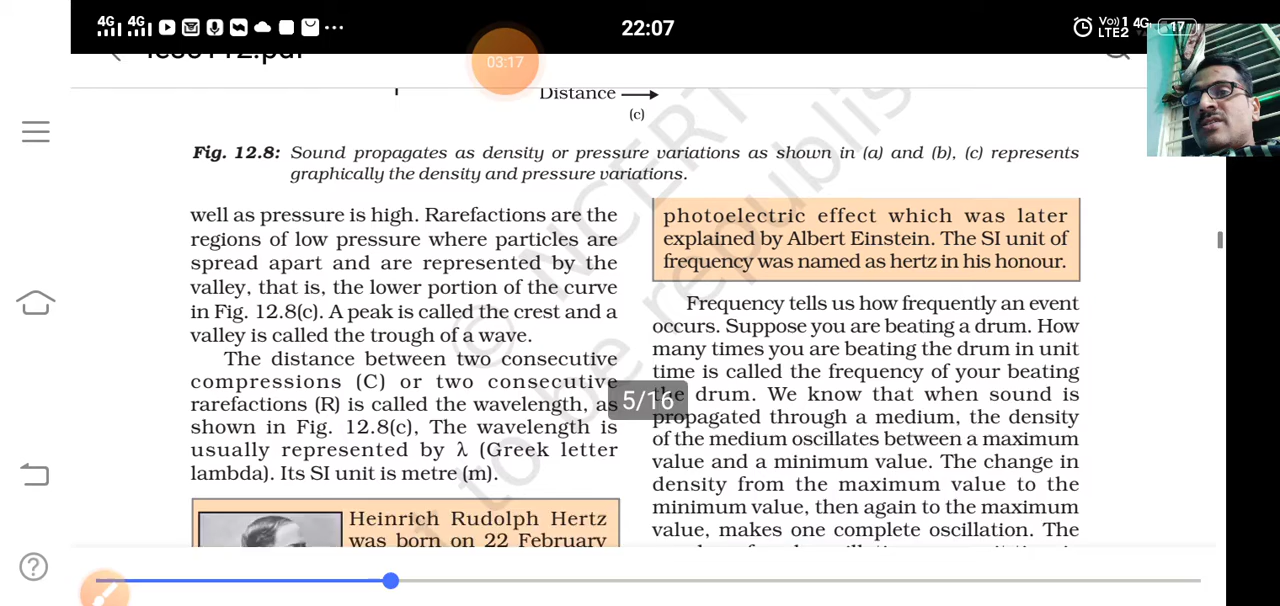 4G 4G
22:07
Vo)) 1 4G
LTE2
17
03:17
Distance
(c)
Fig. 12.8: Sound propagates as density or pressure variations as shown in (a) and (b), (c) represents
graphically the density and pressure variations.
well as pressure is high. Rarefactions are the
regions of low pressure where particles are
spread apart and are represented by the
valley, that is, the lower portion of the curve
in Fig. 12.8(c). A peak is called the crest and a
valley is called the trough of a wave.
The distance between two consecutive
compressions (C) or two consecutive
rarefactions (R) is called the wavelength, as
shown in Fig. 12.8(c), The wavelength is
usually represented by λ (Greek letter
lambda). Its SI unit is metre (m).
Heinrich Rudolph Hertz
was born on 22 February
photoelectric effect which was later
explained by Albert Einstein. The SI unit of
frequency was named as hertz in his honour.
Frequency tells us how frequently an event
occurs. Suppose you are beating a drum. How
many times you are beating the drum in unit
time is called the frequency of your beating
the drum. We know that when sound is
propagated through a medium, the density
of the medium oscillates between a maximum
value and a minimum value. The change in
density from the maximum value to the
minimum value, then again to the maximum
value, makes one complete oscillation. The
5/16
© NCERT
to be republis